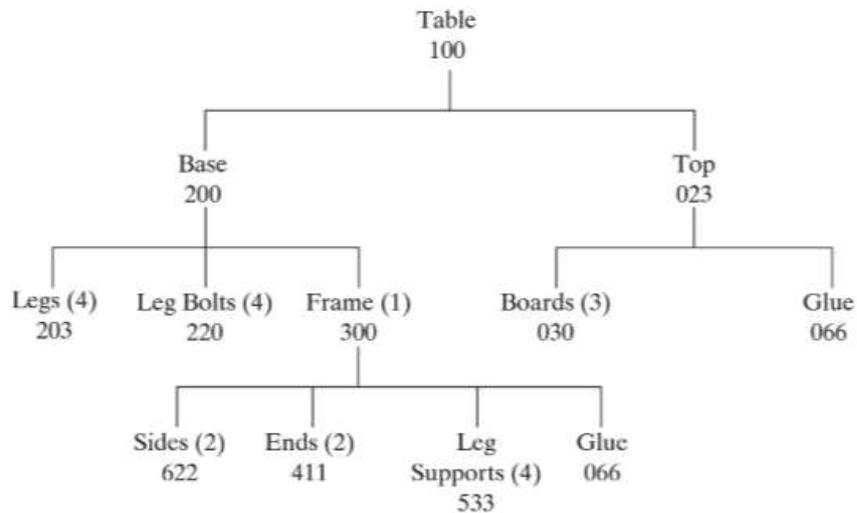 Table
100
Base
200
Top
023
Legs (4)
203
Leg Bolts (4)
220
Frame (1)
300
Boards (3)
030
Glue
066
Sides (2)
622
Ends (2)
411
Leg
Supports (4)
533
Glue
066